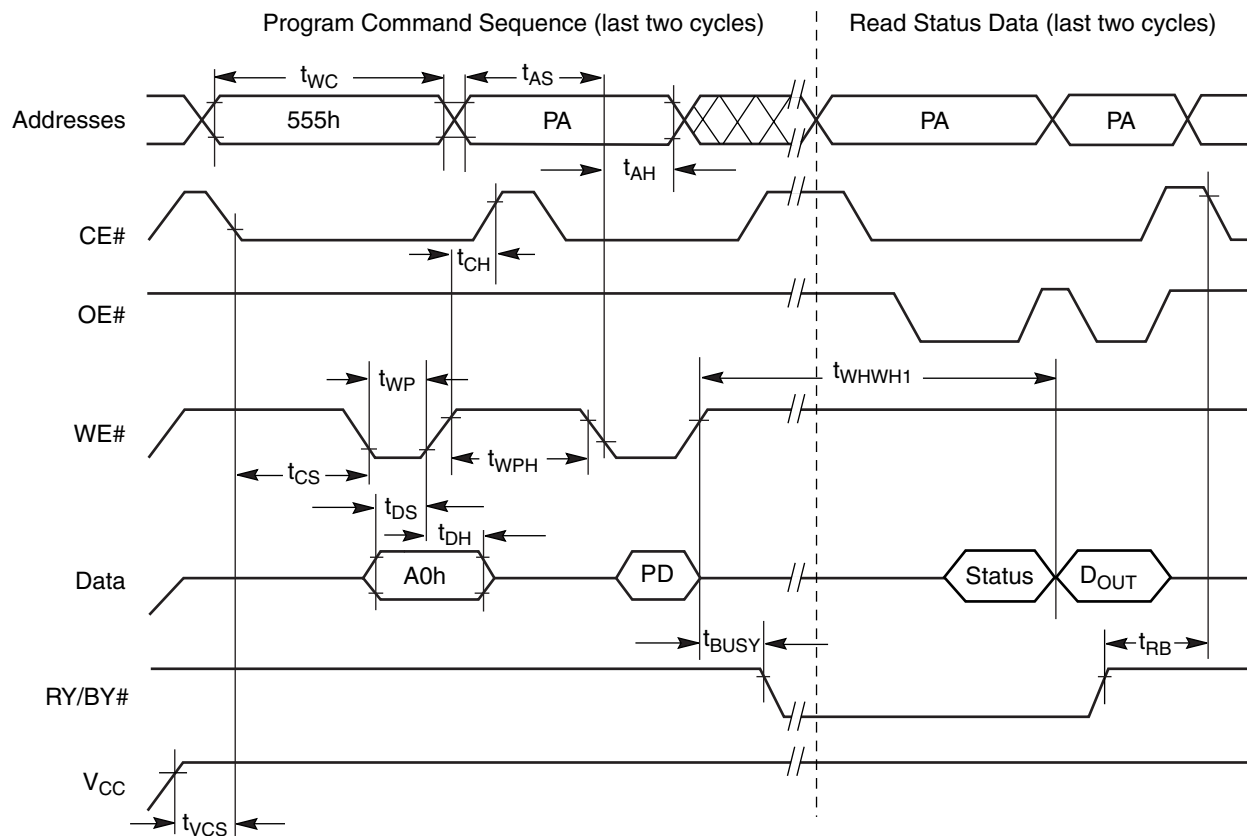 Program Command Sequence (last two cycles) Read Status Data (last two cycles)
tWC tAS
Addresses 555h PA PA PA
tAH
CE#
tCH
OE#
tWP tWHWH1
WE#
tCS tWPH
tDS
tDH
Data A0h PD Status DOUT
tBUSY tRB
RY/BY#
VCC
tVCS